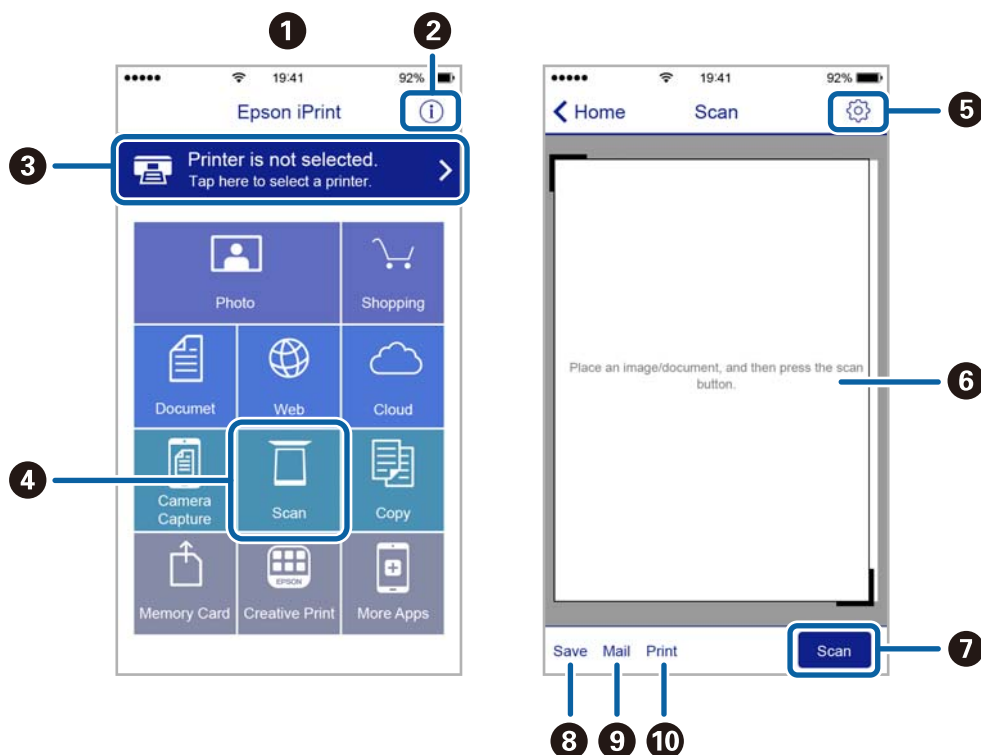 1
2
19:41
92%
Epson iPrint
i
3
Printer is not selected.
Tap here to select a printer.
Photo
Shopping
Documet
Web
Cloud
4
Camera
Capture
Scan
Copy
EPSON
Memory Card
Creative Print
More Apps
19:41
92%
Home
Scan
5
Place an image/document, and then press the scan
button.
6
Save
Mail
Print
Scan
7
8
9
10